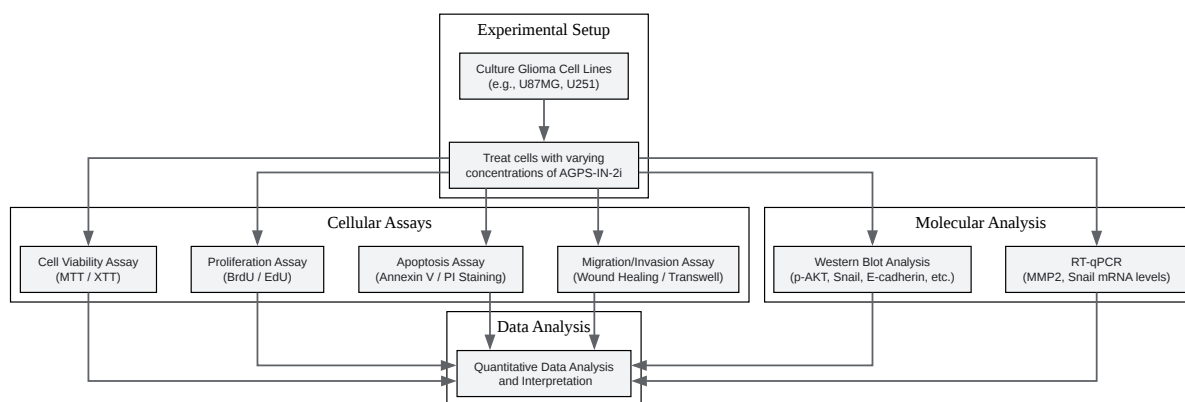 Experimental Setup
Culture Glioma Cell Lines
(e.g., U87MG, U251)
Treat cells with varying
concentrations of AGPS-IN-2i
Cellular Assays
Cell Viability Assay
(MTT / XTT)
Proliferation Assay
(BrdU / EdU)
Apoptosis Assay
(Annexin V / PI Staining)
Migration/Invasion Assay
(Wound Healing / Transwell)
Molecular Analysis
Western Blot Analysis
(p-AKT, Snail, E-cadherin, etc.)
RT-qPCR
(MMP2, Snail mRNA levels)
Data Analysis
Quantitative Data Analysis
and Interpretation